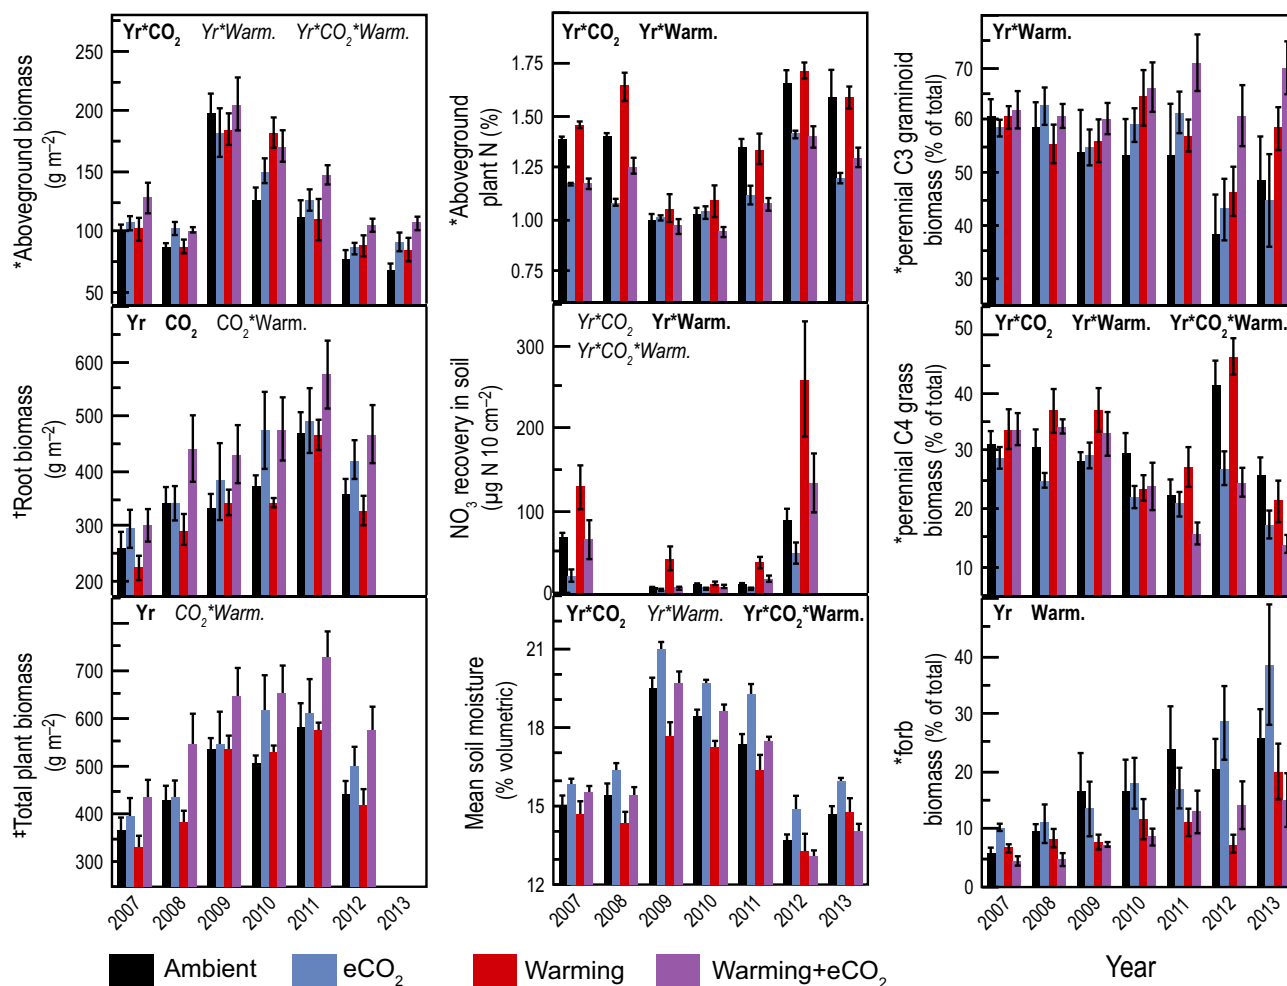 Yr*CO2 Yr*Warm. Yr*CO2*Warm.
*Aboveground biomass
(g m−2)
250
200
150
100
50
Yr CO2 CO2*Warm.
†Root biomass
(g m−2)
600
500
400
300
200
Yr CO2*Warm.
‡Total plant biomass
(g m−2)
700
600
500
400
300
2007 2008 2009 2010 2011 2012 2013
Yr*CO2 Yr*Warm.
*Aboveground
plant N (%)
1.75
1.50
1.25
1.00
0.75
Yr*CO2 Yr*Warm.
Yr*CO2*Warm.
NO3 recovery in soil
(µg N 10 cm−2)
300
200
100
0
Yr*CO2 Yr*Warm. Yr*CO2*Warm.
Mean soil moisture
(% volumetric)
21
18
15
12
2007 2008 2009 2010 2011 2012 2013
Yr*Warm.
*perennial C3 graminoid
biomass (% of total)
70
60
50
40
30
Yr*CO2 Yr*Warm. Yr*CO2*Warm.
*perennial C4 grass
biomass (% of total)
50
40
30
20
10
Yr Warm.
*forb
biomass (% of total)
40
30
20
10
0
2007 2008 2009 2010 2011 2012 2013
Ambient eCO2 Warming Warming+eCO2 Year